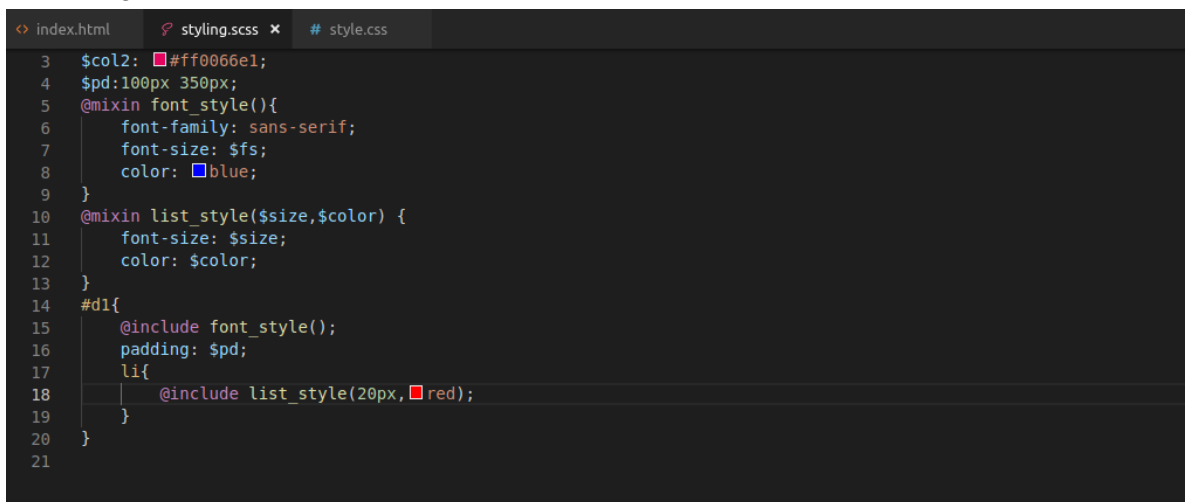 index.html styling.scss × # style.css
3 $col2: #ff0066e1;
4 $pd:100px 350px;
5 @mixin font_style(){
6 font-family: sans-serif;
7 font-size: $fs;
8 color: blue;
9 }
10 @mixin list_style($size,$color) {
11 font-size: $size;
12 color: $color;
13 }
14 #d1{
15 @include font_style();
16 padding: $pd;
17 li{
18 @include list_style(20px,red);
19 }
20 }
21